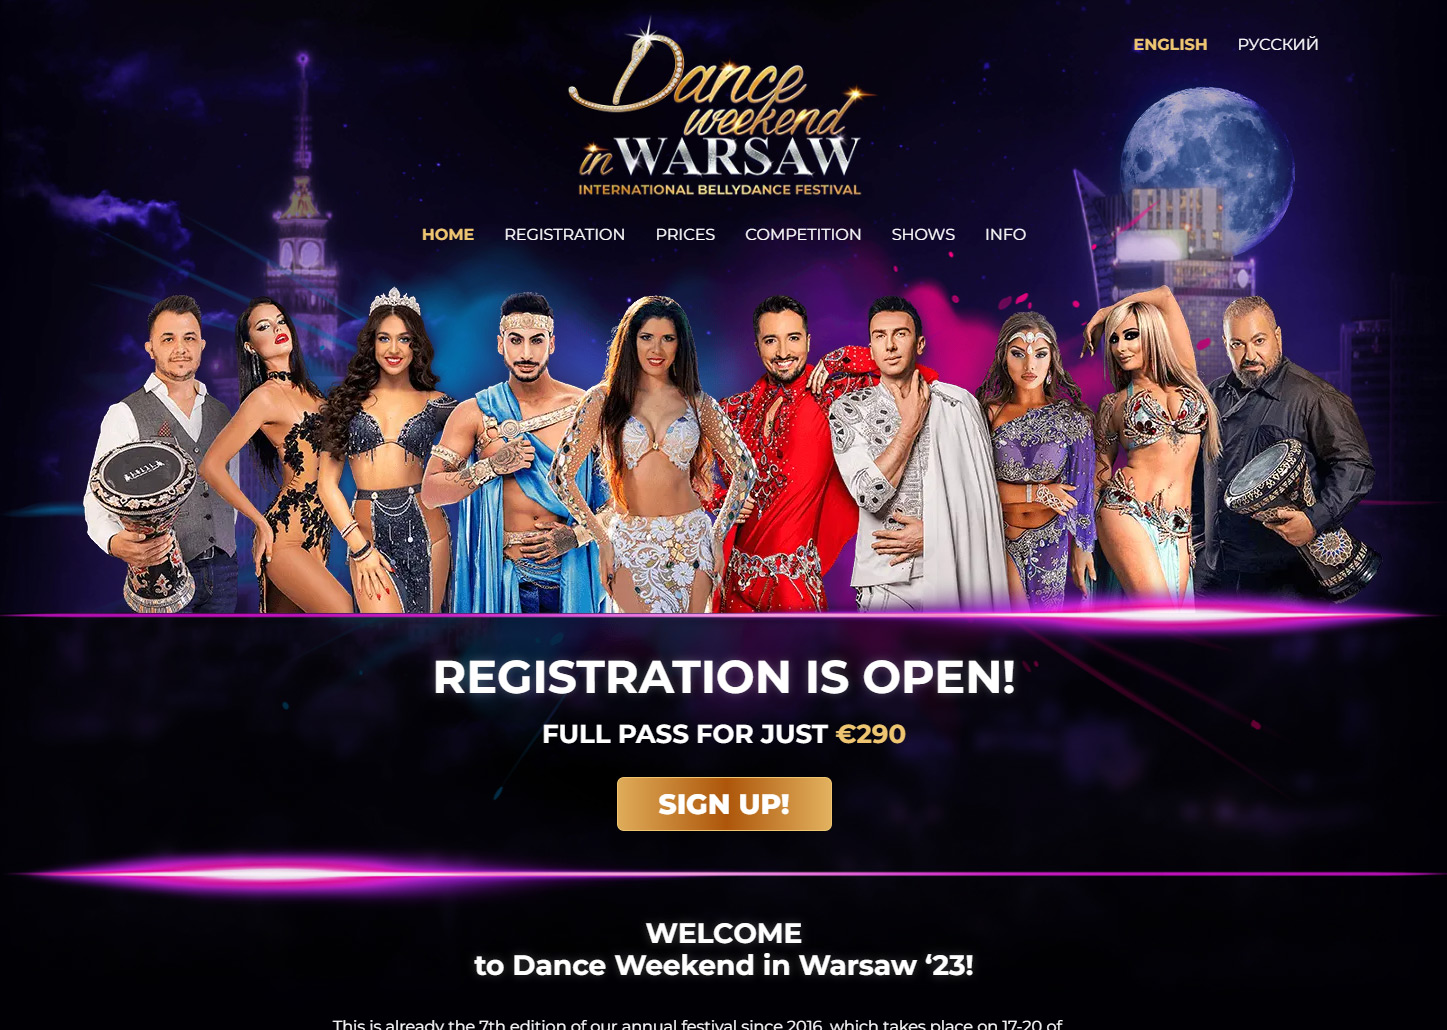 ENGLISH РУССКИЙ
Dance
weekend
in WARSAW
INTERNATIONAL BELLYDANCE FESTIVAL
HOME REGISTRATION PRICES COMPETITION SHOWS INFO
REGISTRATION IS OPEN!
FULL PASS FOR JUST €290
SIGN UP!
WELCOME
to Dance Weekend in Warsaw ‘23!
This is already the 7th edition of our annual festival since 2016, which takes place on 17-20 of